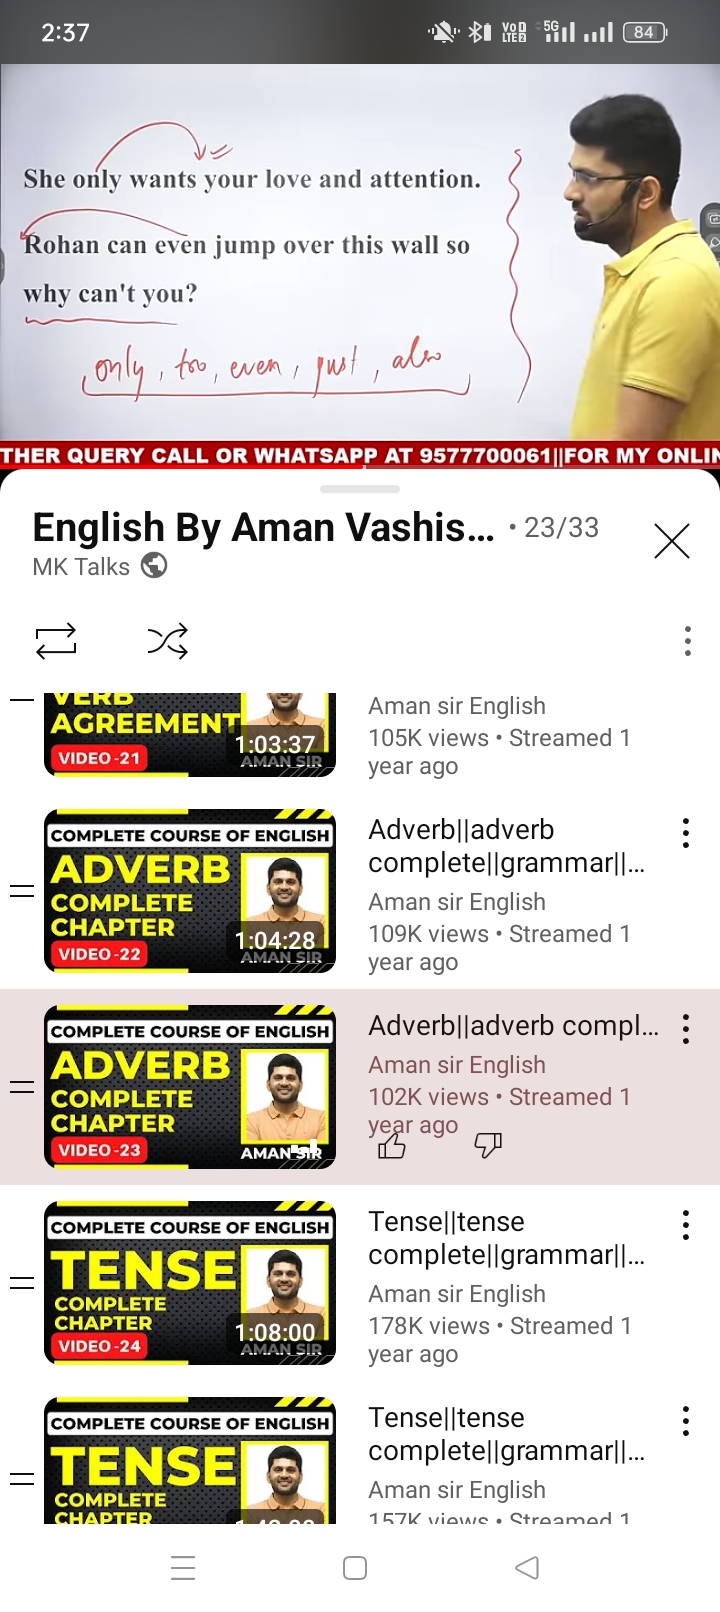 2:37
VoD
LTE2
5G
84
She only wants your love and attention.
Rohan can even jump over this wall so
why can't you?
only, too, even, just, also
THER QUERY CALL OR WHATSAPP AT 9577700061||FOR MY ONLIN
English By Aman Vashis... • 23/33
MK Talks
VERB
AGREEMENT
VIDEO-21
1:03:37
AMAN SIR
Aman sir English
105K views • Streamed 1
year ago
COMPLETE COURSE OF ENGLISH
ADVERB
COMPLETE
CHAPTER
VIDEO-22
1:04:28
AMAN SIR
Adverb||adverb
complete||grammar||...
Aman sir English
109K views • Streamed 1
year ago
COMPLETE COURSE OF ENGLISH
ADVERB
COMPLETE
CHAPTER
VIDEO-23
AMAN SIR
Adverb||adverb compl...
Aman sir English
102K views • Streamed 1
year ago
COMPLETE COURSE OF ENGLISH
TENSE
COMPLETE
CHAPTER
VIDEO-24
1:08:00
AMAN SIR
Tense||tense
complete||grammar||...
Aman sir English
178K views • Streamed 1
year ago
COMPLETE COURSE OF ENGLISH
TENSE
COMPLETE
CHAPTER
Tense||tense
complete||grammar||...
Aman sir English
157K views • Streamed 1